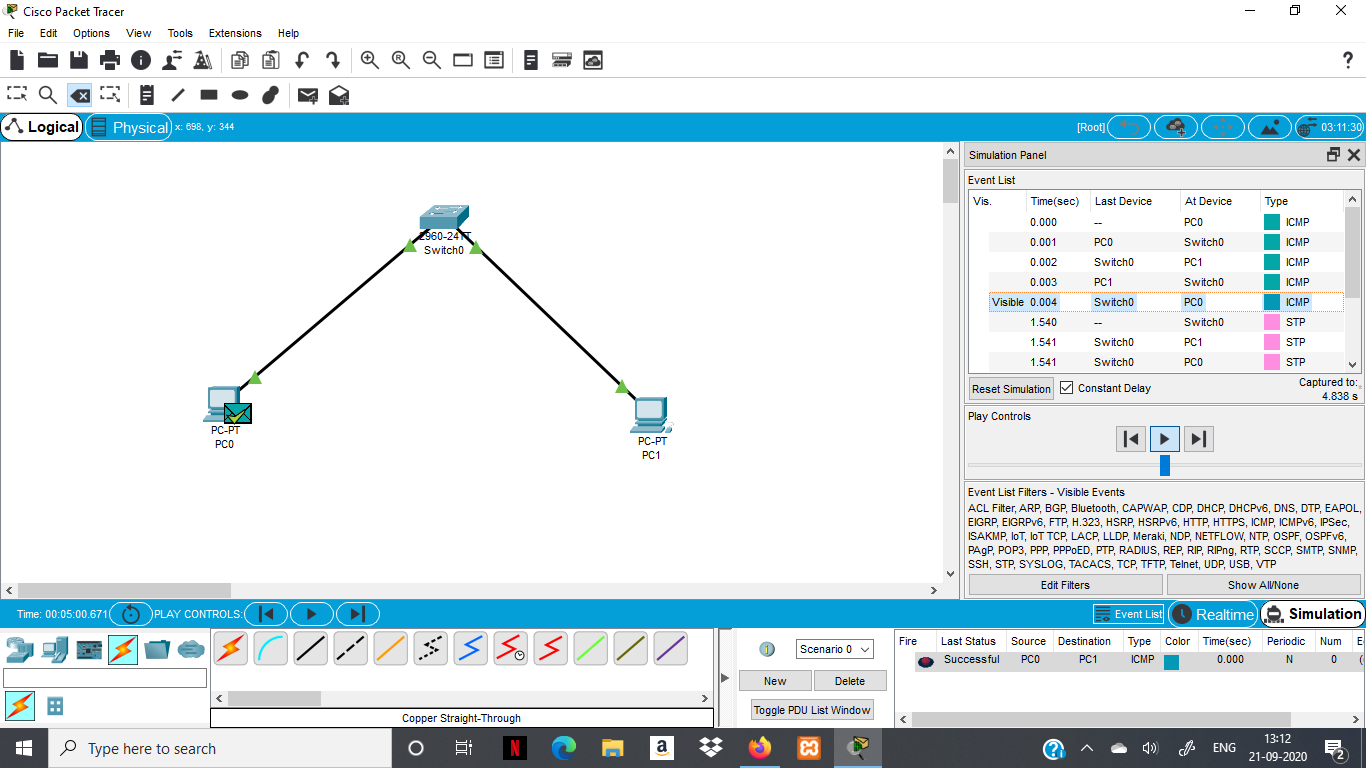 Cisco Packet Tracer
File Edit Options View Tools Extensions Help
Logical Physical x: 698, y: 344 [Root] 03:11:30
2960-24TT
Switch0
PC-PT
PC0
PC-PT
PC1
Simulation Panel
Event List
Vis. Time(sec) Last Device At Device Type
0.000 -- PC0 ICMP
0.001 PC0 Switch0 ICMP
0.002 Switch0 PC1 ICMP
0.003 PC1 Switch0 ICMP
Visible 0.004 Switch0 PC0 ICMP
1.540 -- Switch0 STP
1.541 Switch0 PC1 STP
1.541 Switch0 PC0 STP
Reset Simulation Constant Delay Captured to:
4.838 s
Play Controls
Event List Filters - Visible Events
ACL Filter, ARP, BGP, Bluetooth, CAPWAP, CDP, DHCP, DHCPv6, DNS, DTP, EAPOL,
EIGRP, EIGRPv6, FTP, H.323, HSRP, HSRPv6, HTTP, HTTPS, ICMP, ICMPv6, IPSec,
ISAKMP, IoT, IoT TCP, LACP, LLDP, Meraki, NDP, NETFLOW, NTP, OSPF, OSPFv6,
PAgP, POP3, PPP, PPPoED, PTP, RADIUS, REP, RIP, RIPng, RTP, SCCP, SMTP, SNMP,
SSH, STP, SYSLOG, TACACS, TCP, TFTP, Telnet, UDP, USB, VTP
Edit Filters Show All/None
Time: 00:05:00.671 PLAY CONTROLS: Event List Realtime Simulation
Scenario 0
New Delete
Toggle PDU List Window
Fire Last Status Source Destination Type Color Time(sec) Periodic Num E
Successful PC0 PC1 ICMP 0.000 N 0 (
Copper Straight-Through
Type here to search
ENG
13:12
21-09-2020
2